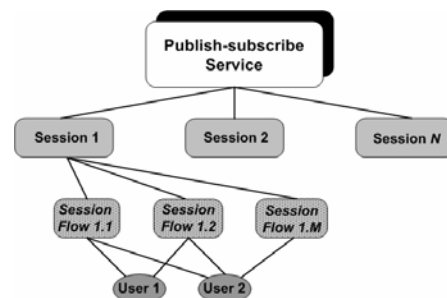 Publish-subscribe
Service
Session 1
Session 2
Session N
Session
Flow 1.1
Session
Flow 1.2
Session
Flow 1.M
User 1
User 2